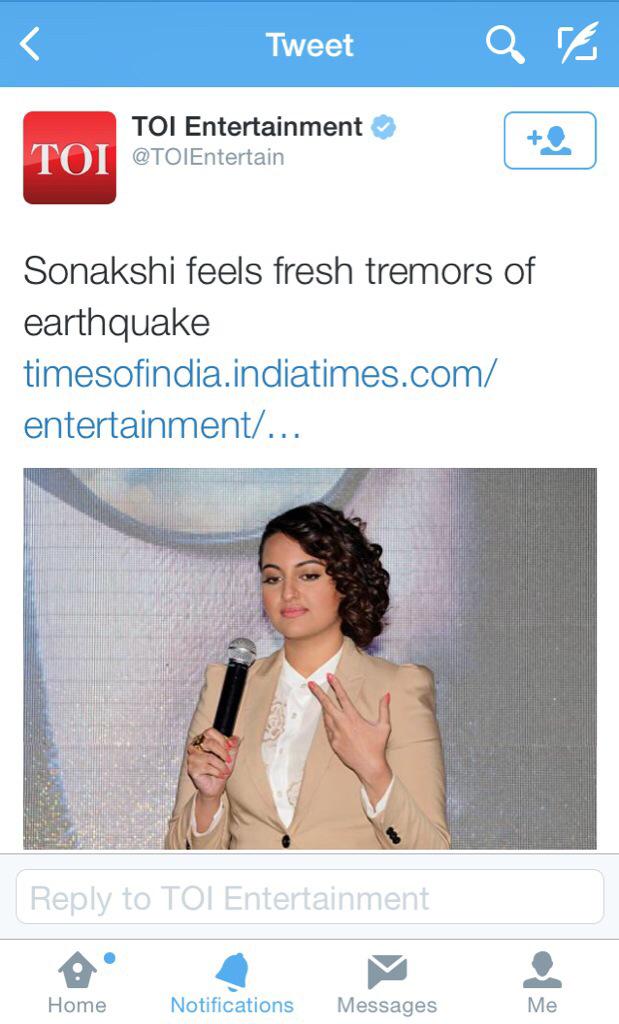 Tweet
TOI
TOI Entertainment
@TOIEntertain
Sonakshi feels fresh tremors of
earthquake
timesofindia.indiatimes.com/
entertainment/…
Reply to TOI Entertainment
Home
Notifications
Messages
Me